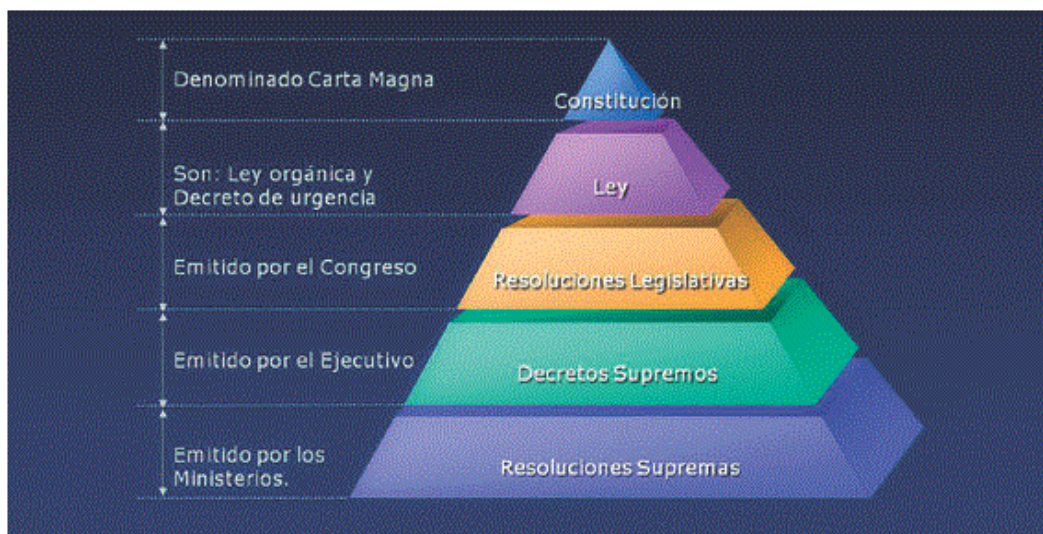 Denominado Carta Magna
Constitución
Son: Ley orgánica y
Decreto de urgencia
Ley
Emitido por el Congreso
Resoluciones Legislativas
Emitido por el Ejecutivo
Decretos Supremos
Emitido por los
Ministerios.
Resoluciones Supremas